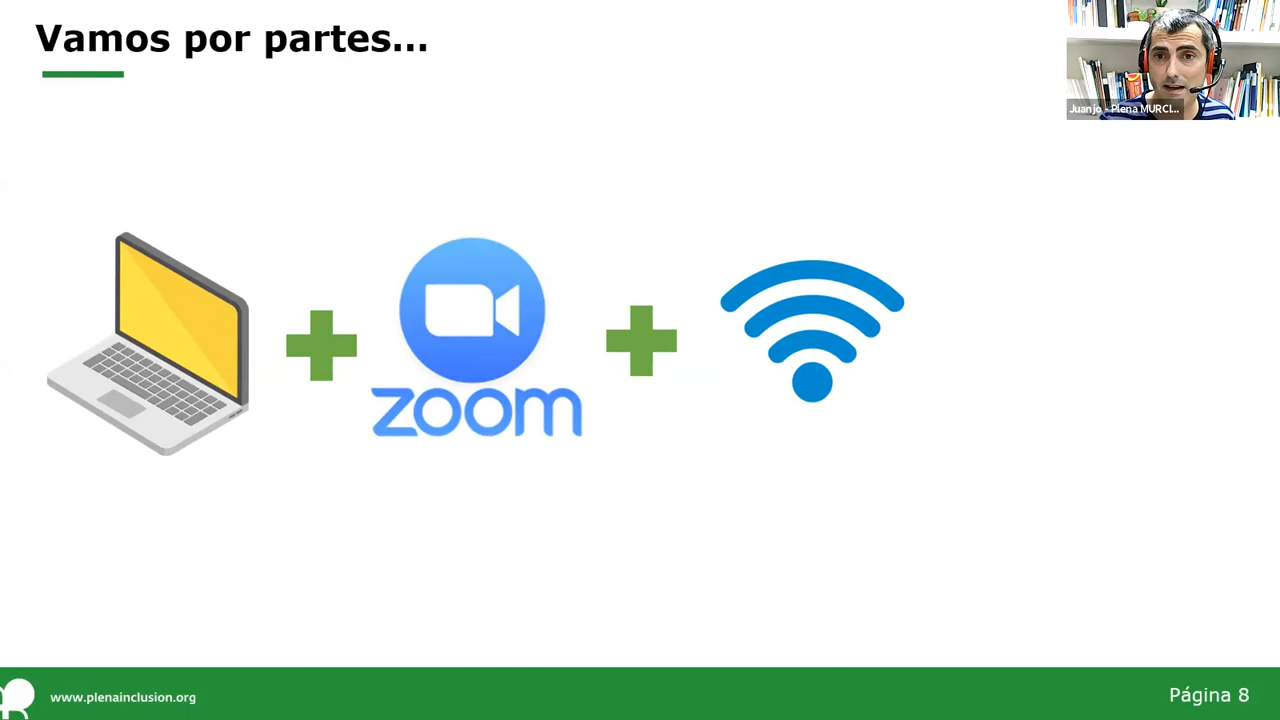 Vamos por partes...
Juanjo - Plena MURCI...
zoom
www.plenainclusion.org
Página 8